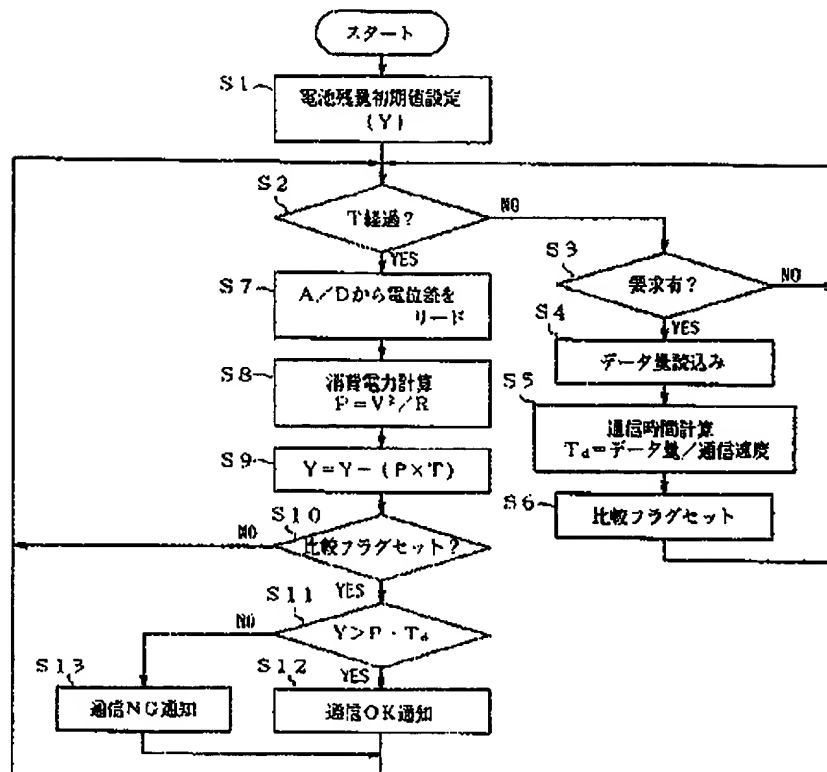 スタート
S1
電池残量初期値設定
(Y)
S2
T経過?
NO
YES
S3
要求有?
NO
YES
S7
A/Dから電位差を
リード
S4
データ量読込み
S8
消費電力計算
P=V²/R
S5
通信時間計算
Td=データ量/通信速度
S9
Y=Y-(P×T)
S6
比較フラグセット
S10
比較フラグセット?
NO
YES
S11
Y>P・Td
NO
YES
S13
通信NG通知
S12
通信OK通知